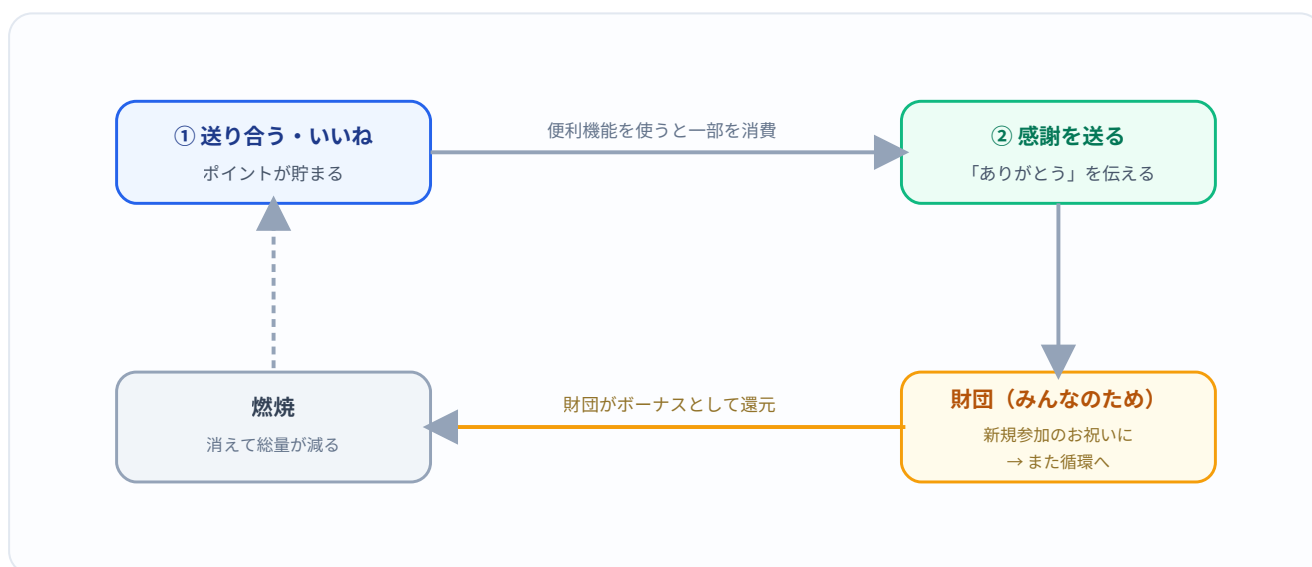 ① 送り合う・いいね
ポイントが貯まる
便利機能を使うと一部を消費
② 感謝を送る
「ありがとう」を伝える
燃焼
消えて総量が減る
財団がボーナスとして還元
財団（みんなのため）
新規参加のお祝いに
→ また循環へ